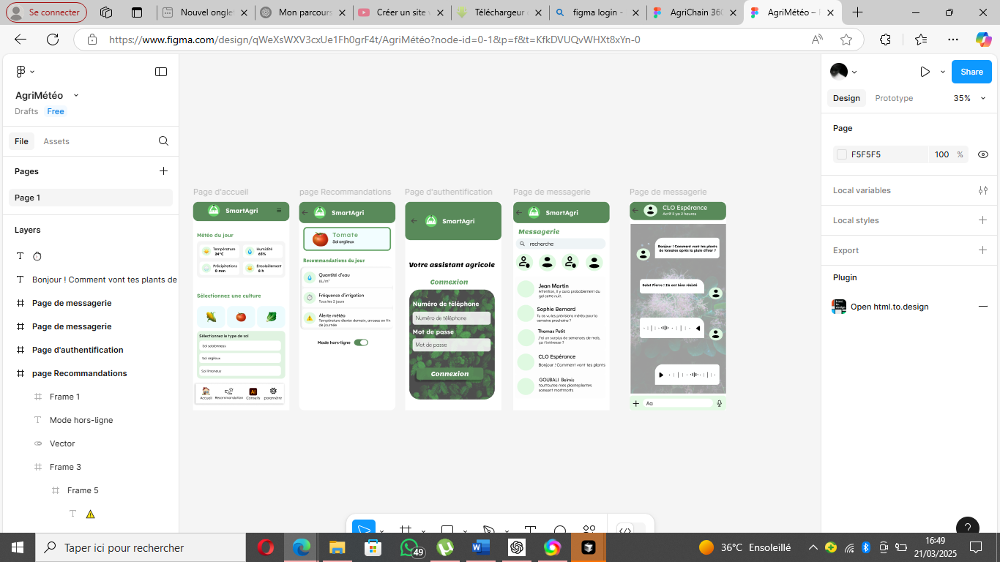 Se connecter
Nouvel ongle
Mon parcours
Créer un site
Téléchargeur
figma login -
AgriChain 360
AgriMétéo –
https://www.figma.com/design/qWeXsWXV3cxUe1Fh0grF4t/AgriMétéo?node-id=0-1&p=f&t=KfkDVUQvWHXt8xYn-0
AgriMétéo
Drafts Free
File Assets
Pages
Page 1
Layers
Bonjour ! Comment vont tes plants de
Page de messagerie
Page de messagerie
Page d'authentification
page Recommandations
Frame 1
Mode hors-ligne
Vector
Frame 3
Frame 5
Page d'accueil
SmartAgri
Météo du jour
Température
24°C
Humidité
65%
Précipitations
0 mm
Ensoleillement
8 h
Sélectionnez une culture
Sélectionnez le type de sol
Sol sablonneux
Sol argileux
Sol limoneux
Accueil
Recommandation
Ai
Conseils
paramètre
page Recommandations
SmartAgri
Tomate
Sol argileux
Recommandations du jour
Quantité d'eau
6L/m²
Fréquence d'irrigation
Tous les 2 jours
Alerte météo
Température élevée demain, arrosez en fin
de journée
Mode hors-ligne
Page d'authentification
SmartAgri
Votre assistant agricole
Connexion
Numéro de téléphone
Numéro de téléphone
Mot de passe
Mot de passe
Connexion
Page de messagerie
SmartAgri
Messagerie
recherche
Jean Martin
Attention, il y aura probablement du
gel cette nuit.
Sophie Bernard
Tu as vu les prévisions météo pour la
semaine prochaine ?
Thomas Petit
J'ai un surplus de semences de maïs,
ça t'intéresse ?
CLO Espérance
Bonjour ! Comment vont tes plants
GOUBALI Belmis
Page de messagerie
CLO Espérance
Actif il ya 2 heures
Bonjour ! Comment vont tes plants
de tomates après la pluie d'hier ?
Salut Pierre ! Ils ont bien résisté
Aa
Share
Design Prototype 35%
Page
F5F5F5 100 %
Local variables
Local styles
Export
Plugin
Open html.to.design
?
Taper ici pour rechercher
49
36°C Ensoleillé
16:49
21/03/2025